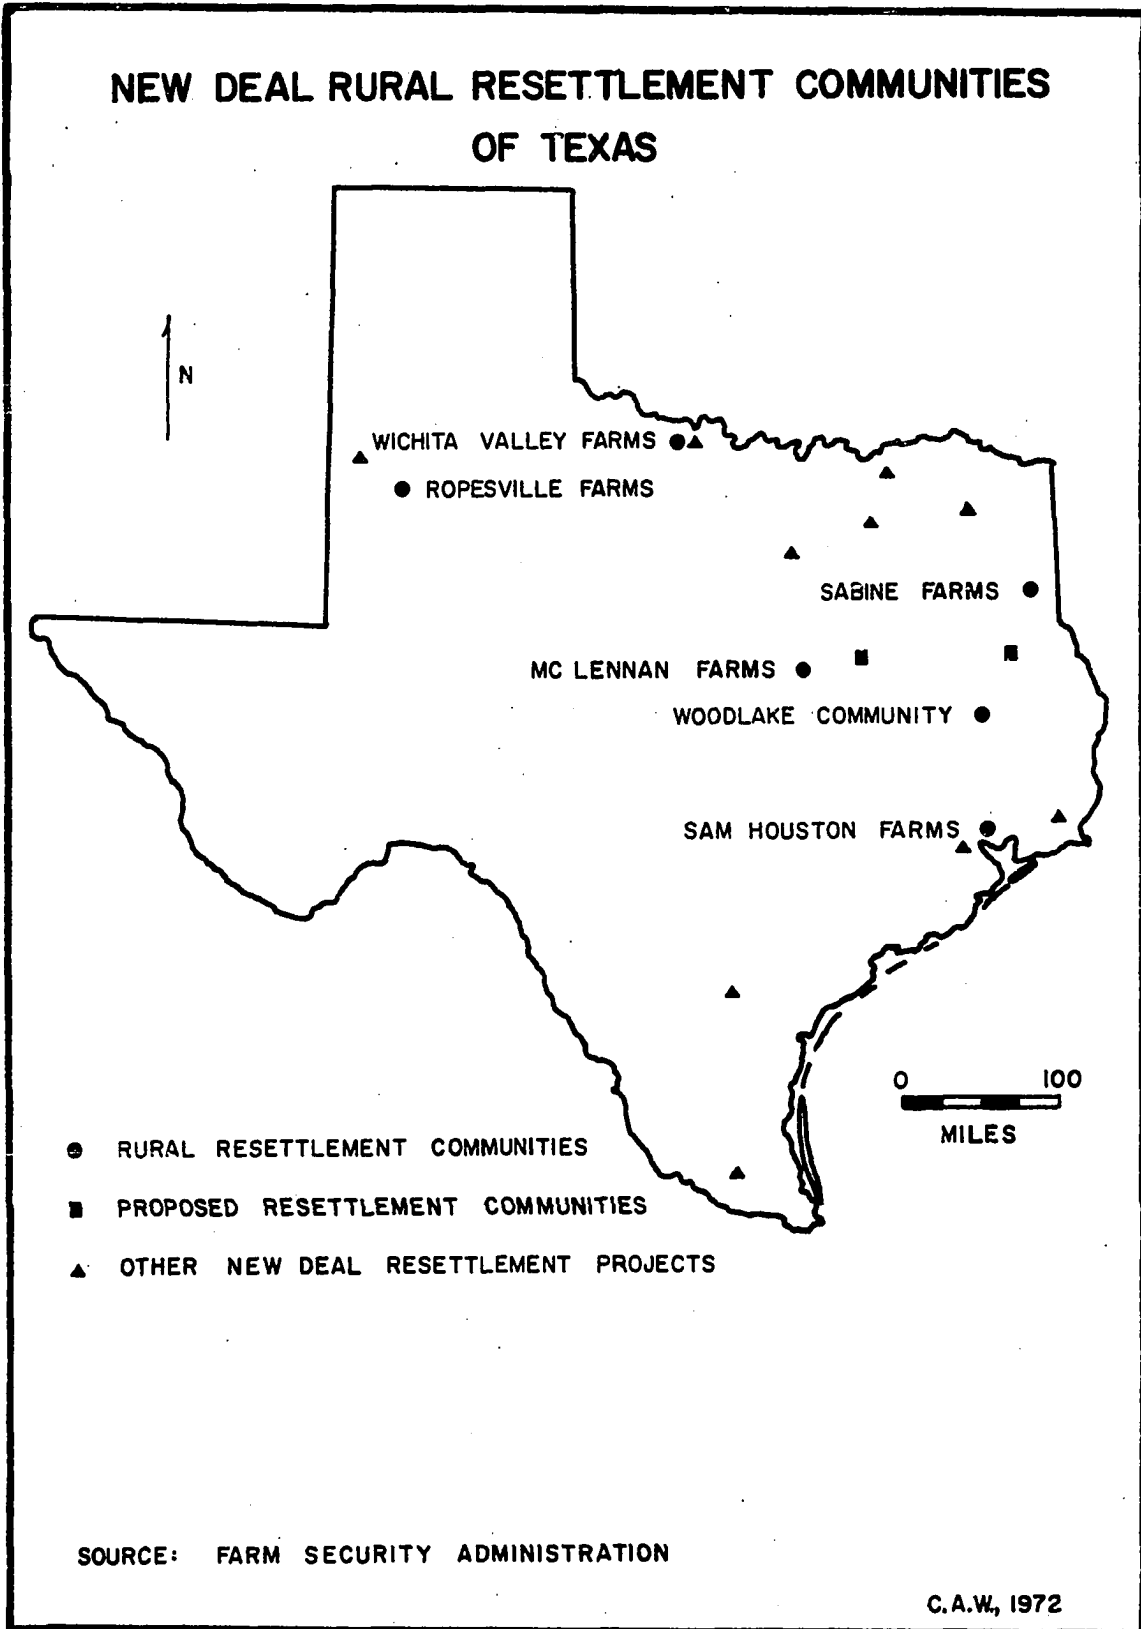 NEW DEAL RURAL RESETTLEMENT COMMUNITIES
OF TEXAS
N
WICHITA VALLEY FARMS
ROPESVILLE FARMS
SABINE FARMS
MC LENNAN FARMS
WOODLAKE COMMUNITY
SAM HOUSTON FARMS
0 100
MILES
RURAL RESETTLEMENT COMMUNITIES
PROPOSED RESETTLEMENT COMMUNITIES
OTHER NEW DEAL RESETTLEMENT PROJECTS
SOURCE: FARM SECURITY ADMINISTRATION
C.A.W., 1972